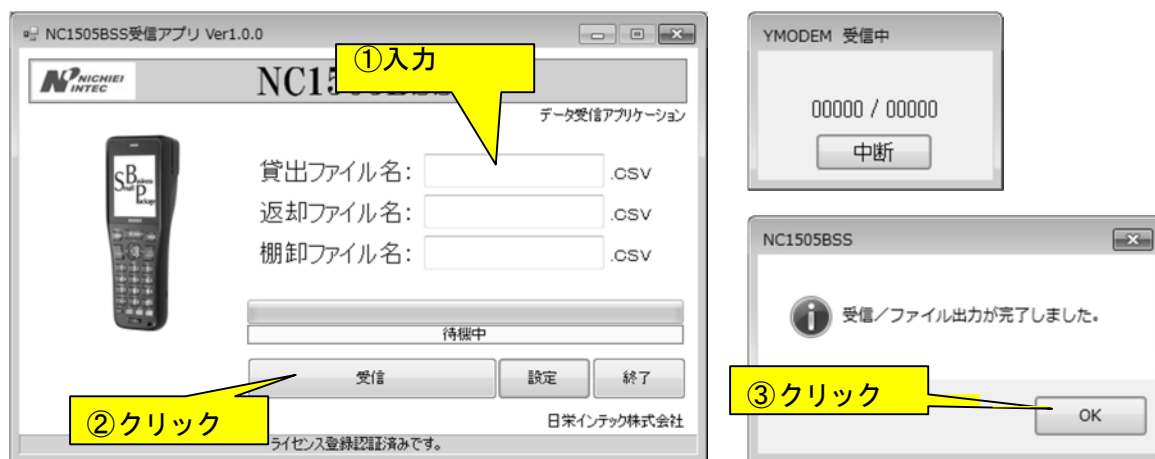 NC1505BSS受信アプリ Ver1.0.0
NICHIEI
INTEC
①入力
データ受信アプリケーション
Small Business Package
貸出ファイル名: .CSV
返却ファイル名: .CSV
棚卸ファイル名: .CSV
待機中
受信 設定 終了
②クリック
日栄インテック株式会社
ライセンス登録認証済みです。
YMODEM 受信中
00000 / 00000
中断
NC1505BSS
受信/ファイル出力が完了しました。
③クリック
OK